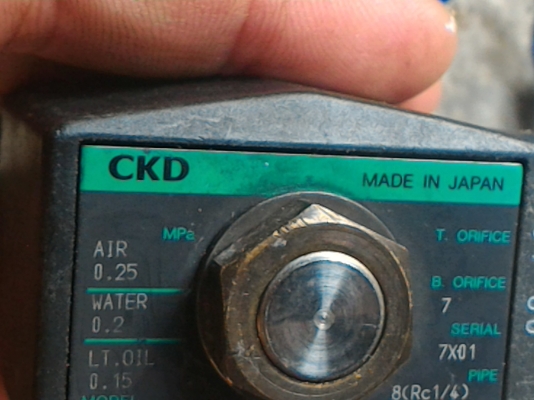 CKD
MADE IN JAPAN
MPa
T. ORIFICE
AIR
0.25
B. ORIFICE
7
WATER
0.2
SERIAL
7X01
LT.OIL
0.15
PIPE
8(Rc1/4)
MODEL